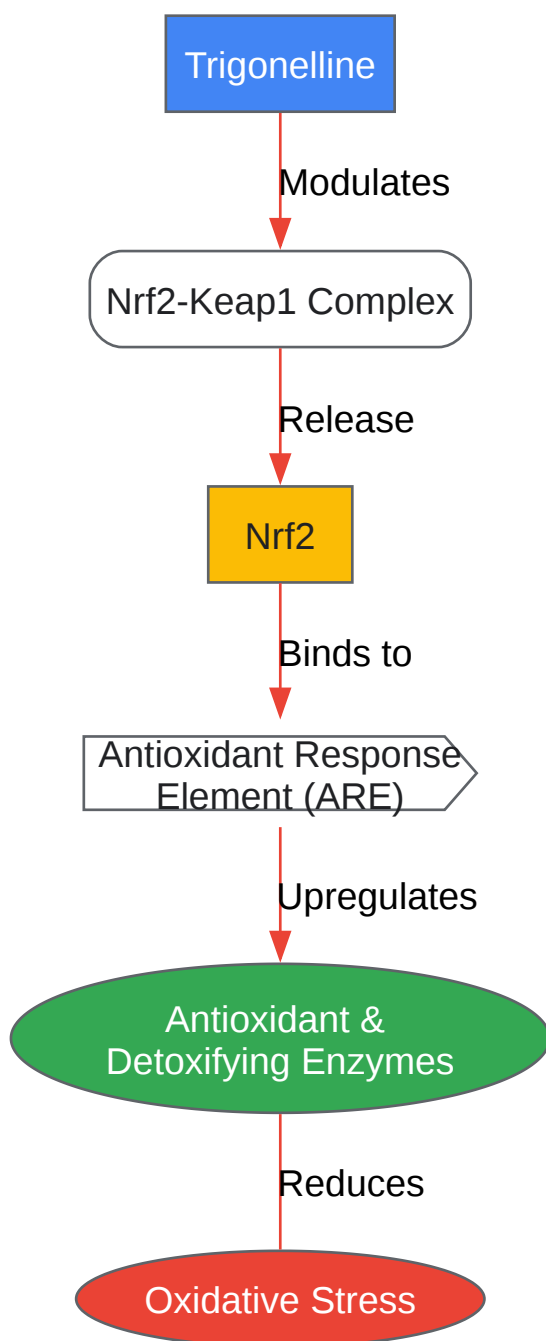 Trigonelline
Modulates
Nrf2-Keap1 Complex
Release
Nrf2
Binds to
Antioxidant Response
Element (ARE)
Upregulates
Antioxidant &
Detoxifying Enzymes
Reduces
Oxidative Stress